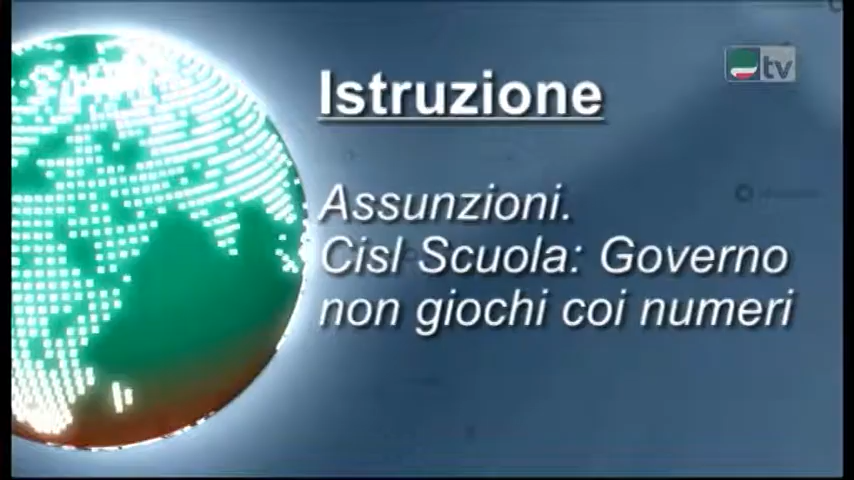 Istruzione
tv
Assunzioni.
Cisl Scuola: Governo
non giochi coi numeri